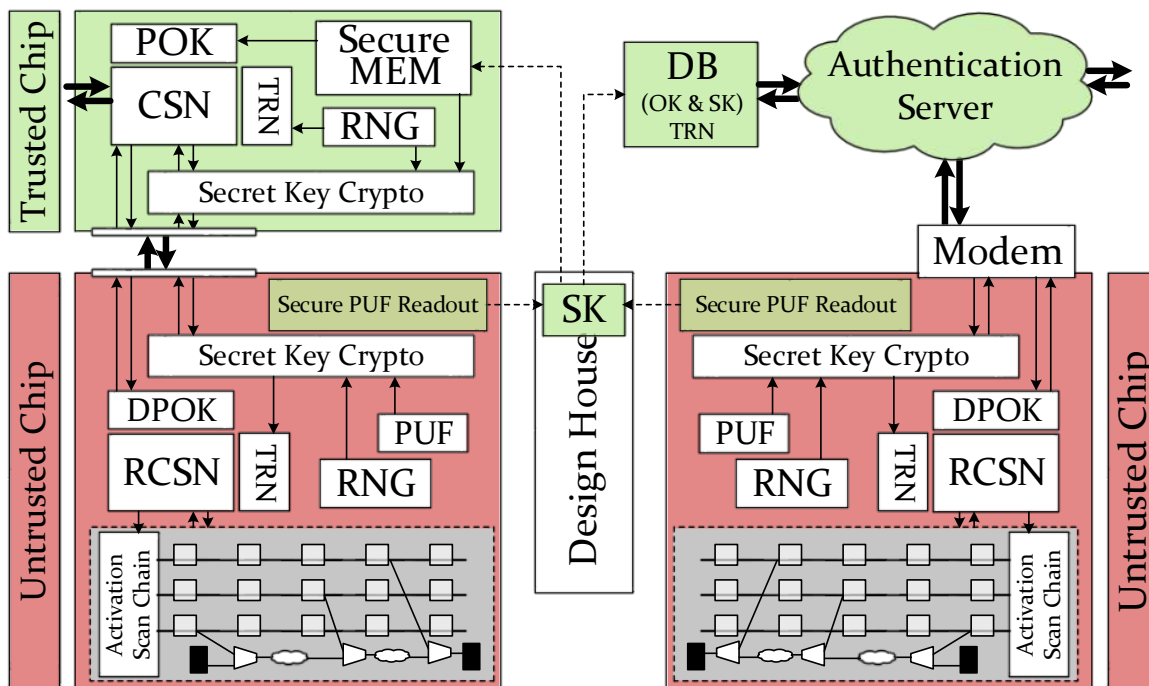 Trusted Chip
POK
Secure
MEM
CSN
TRN
RNG
Secret Key Crypto
DB
(OK & SK)
TRN
Authentication
Server
Modem
Untrusted Chip
Secure PUF Readout
Secret Key Crypto
DPOK
RCSN
TRN
RNG
PUF
Activation
Scan Chain
SK
Design House
Secure PUF Readout
Secret Key Crypto
PUF
RNG
TRN
DPOK
RCSN
Activation
Scan Chain
Untrusted Chip